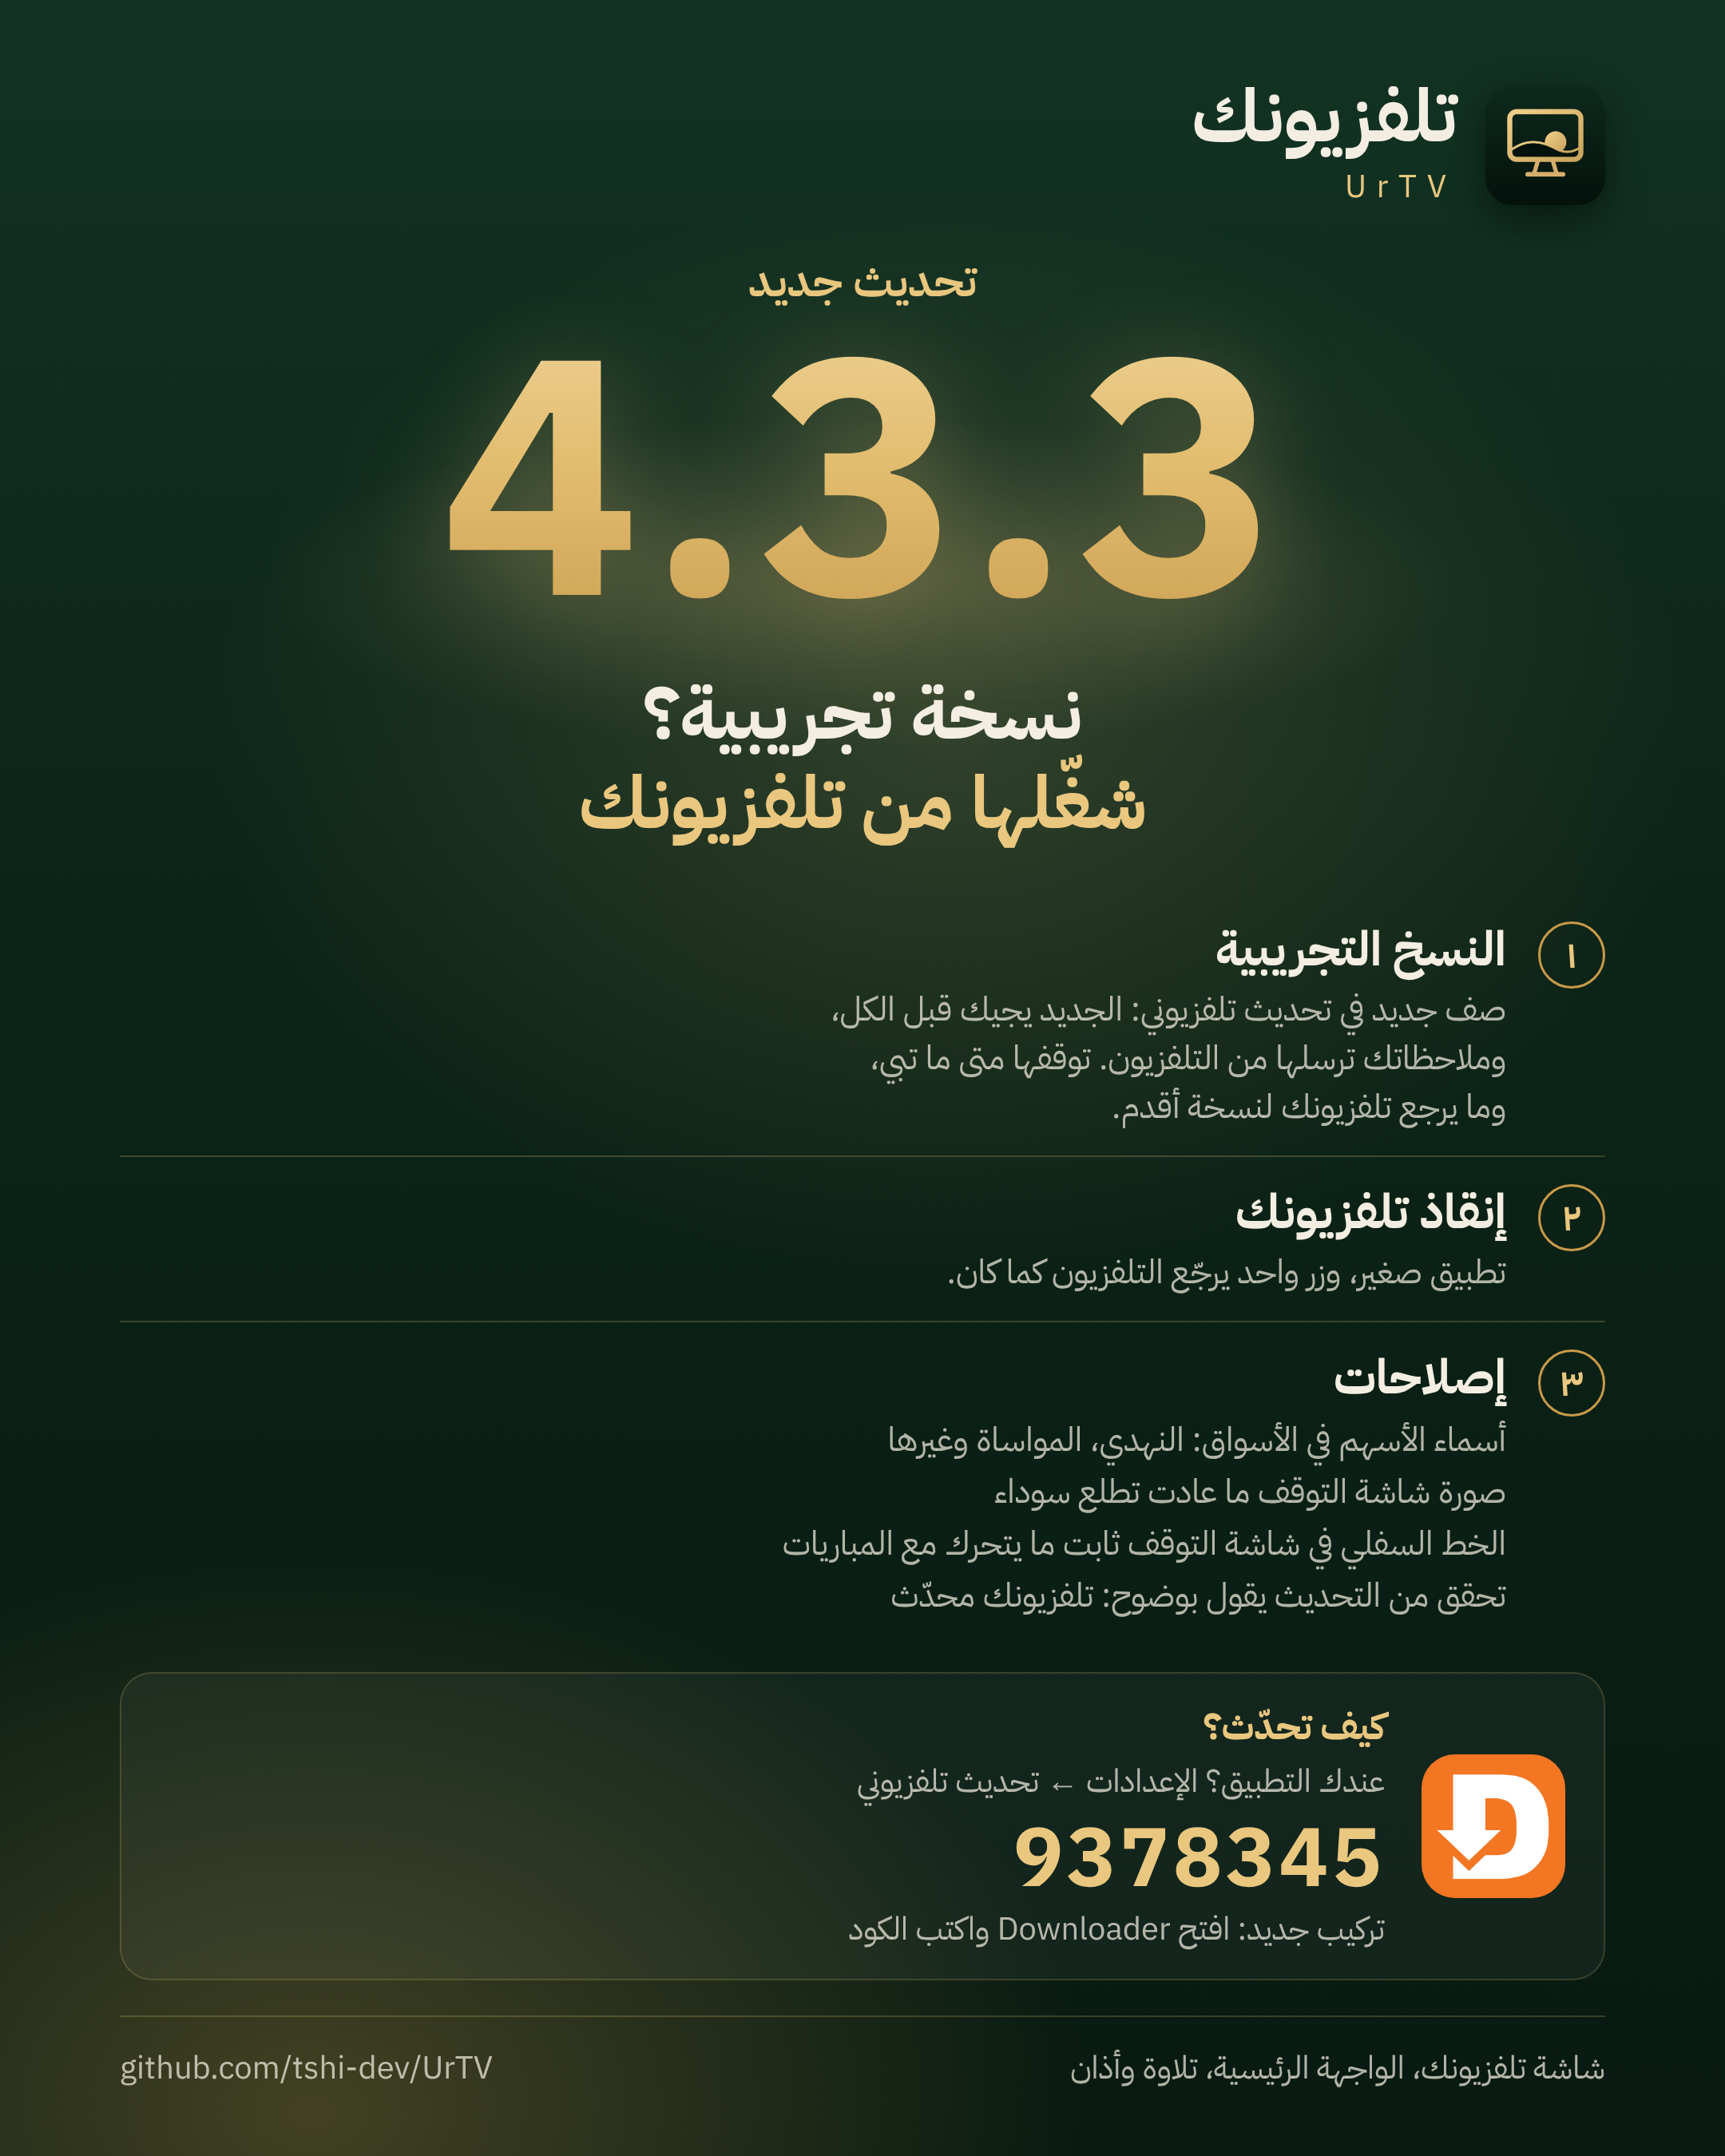 تلفزيونك
UrTV
تحديث جديد
4.3.3
نسخة تجريبية؟
شغّلها من تلفزيونك
١
النسخ التجريبية
صف جديد في تحديث تلفزيوني: الجديد يجيك قبل الكل،
وملاحظاتك ترسلها من التلفزيون. توقفها متى ما تبي،
وما يرجع تلفزيونك لنسخة أقدم.
٢
إنقاذ تلفزيونك
تطبيق صغير، وزر واحد يرجّع التلفزيون كما كان.
٣
إصلاحات
أسماء الأسهم في الأسواق: النهدي، المواساة وغيرها
صورة شاشة التوقف ما عادت تطلع سوداء
الخط السفلي في شاشة التوقف ثابت ما يتحرك مع المباريات
تحقق من التحديث يقول بوضوح: تلفزيونك محدّث
كيف تحدّث؟
عندك التطبيق؟ الإعدادات ← تحديث تلفزيوني
9378345
تركيب جديد: افتح Downloader واكتب الكود
شاشة تلفزيونك، الواجهة الرئيسية، تلاوة وأذان
github.com/tshi-dev/UrTV